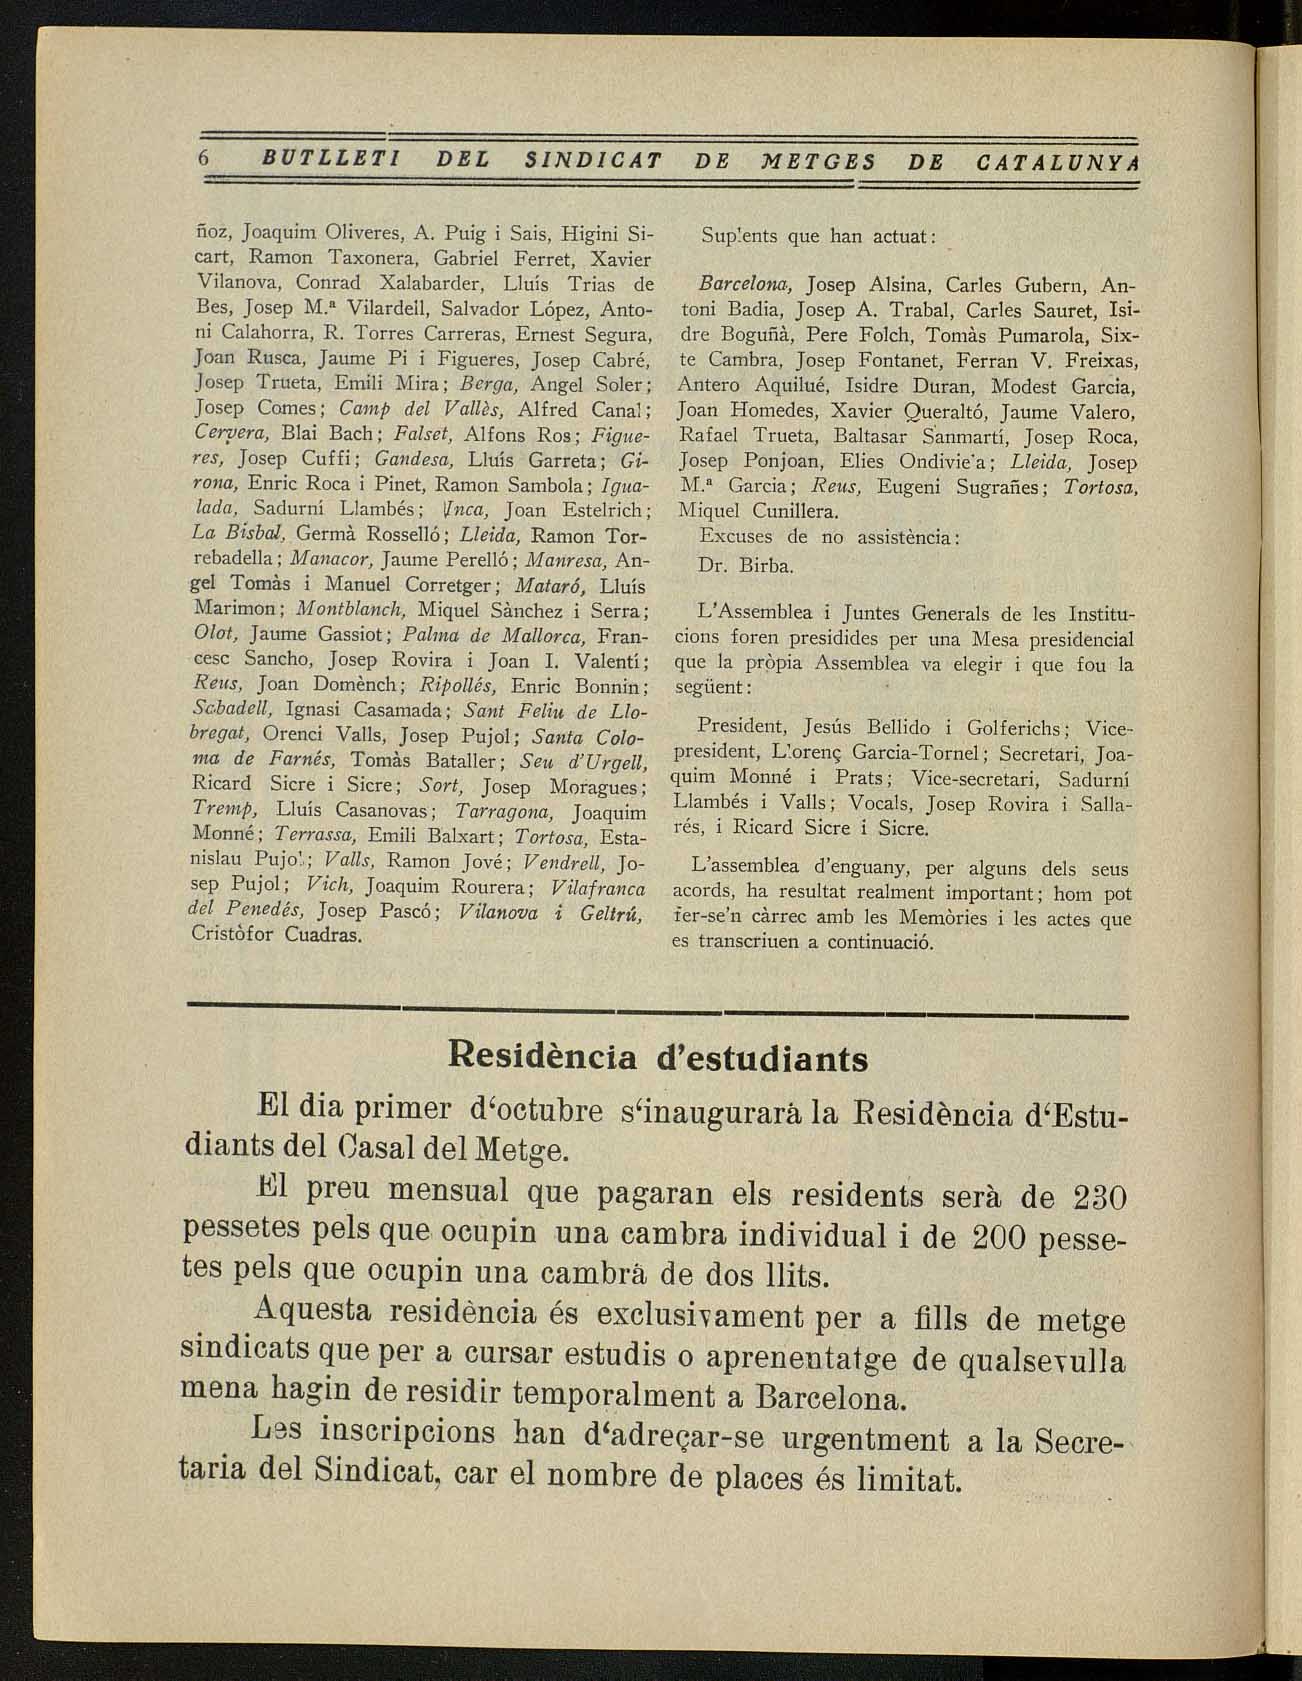 6 BUTLLETI DEL SINDICAT DE METGES DE CATALUNYA
ñoz, Joaquim Oliveres, A. Puig i Sais, Higini Si-
cart, Ramon Taxonera, Gabriel Ferret, Xavier
Vilanova, Conrad Xalabarder, Lluís Trias de
Bes, Josep M.ª Vilardell, Salvador López, Anto-
ni Calahorra, R. Torres Carreras, Ernest Segura,
Joan Rusca, Jaume Pi i Figueres, Josep Cabré,
Josep Trueta, Emili Mira; Berga, Angel Soler;
Josep Comes; Camp del Vallès, Alfred Canal;
Cervera, Blai Bach; Falset, Alfons Ros; Figue-
res, Josep Cuffi; Gandesa, Lluís Garreta; Gi-
rona, Enric Roca i Pinet, Ramon Sambola; Igua-
lada, Sadurní Llambés; Inca, Joan Estelrich;
La Bisbal, Germà Rosselló; Lleida, Ramon Tor-
rebadella; Manacor, Jaume Perelló; Manresa, An-
gel Tomàs i Manuel Corretger; Mataró, Lluís
Marimon; Montblanch, Miquel Sànchez i Serra;
Olot, Jaume Gassiot; Palma de Mallorca, Fran-
cesc Sancho, Josep Rovira i Joan I. Valentí;
Reus, Joan Domènch; Ripollés, Enric Bonnin;
Sabadell, Ignasi Casamada; Sant Feliu de Llo-
bregat, Orenci Valls, Josep Pujol; Santa Colo-
ma de Farnés, Tomàs Bataller; Seu d'Urgell,
Ricard Sicre i Sicre; Sort, Josep Moragues;
Tremp, Lluís Casanovas; Tarragona, Joaquim
Monné; Terrassa, Emili Balxart; Tortosa, Esta-
nislau Pujol; Valls, Ramon Jové; Vendrell, Jo-
sep Pujol; Vich, Joaquim Rourera; Vilafranca
del Penedés, Josep Pascó; Vilanova i Geltrú,
Cristòfor Cuadras.
Suplents que han actuat:
Barcelona, Josep Alsina, Carles Gubern, An-
toni Badia, Josep A. Trabal, Carles Sauret, Isi-
dre Boguñà, Pere Folch, Tomàs Pumarola, Six-
te Cambra, Josep Fontanet, Ferran V. Freixas,
Antero Aquilué, Isidre Duran, Modest Garcia,
Joan Homedes, Xavier Queraltó, Jaume Valero,
Rafael Trueta, Baltasar Sanmartí, Josep Roca,
Josep Ponjoan, Elies Ondiviela; Lleida, Josep
M.ª Garcia; Reus, Eugeni Sugrañes; Tortosa,
Miquel Cunillera.
Excuses de no assistència:
Dr. Birba.
L'Assemblea i Juntes Generals de les Institu-
cions foren presidides per una Mesa presidencial
que la pròpia Assemblea va elegir i que fou la
següent:
President, Jesús Bellido i Golferichs; Vice-
president, Llorenç Garcia-Tornel; Secretari, Joa-
quim Monné i Prats; Vice-secretari, Sadurní
Llambés i Valls; Vocals, Josep Rovira i Salla-
rés, i Ricard Sicre i Sicre.
L'assemblea d'enguany, per alguns dels seus
acords, ha resultat realment important; hom pot
fer-se'n càrrec amb les Memòries i les actes que
es transcriuen a continuació.
Residència d'estudiants
El dia primer d‘octubre s‘inaugurarà la Residència d‘Estu-
diants del Casal del Metge.
El preu mensual que pagaran els residents serà de 230
pessetes pels que ocupin una cambra individual i de 200 pesse-
tes pels que ocupin una cambra de dos llits.
Aquesta residència és exclusivament per a fills de metge
sindicats que per a cursar estudis o aprenentatge de qualsevulla
mena hagin de residir temporalment a Barcelona.
Les inscripcions han d‘adreçar-se urgentment a la Secre-
taria del Sindicat, car el nombre de places és limitat.